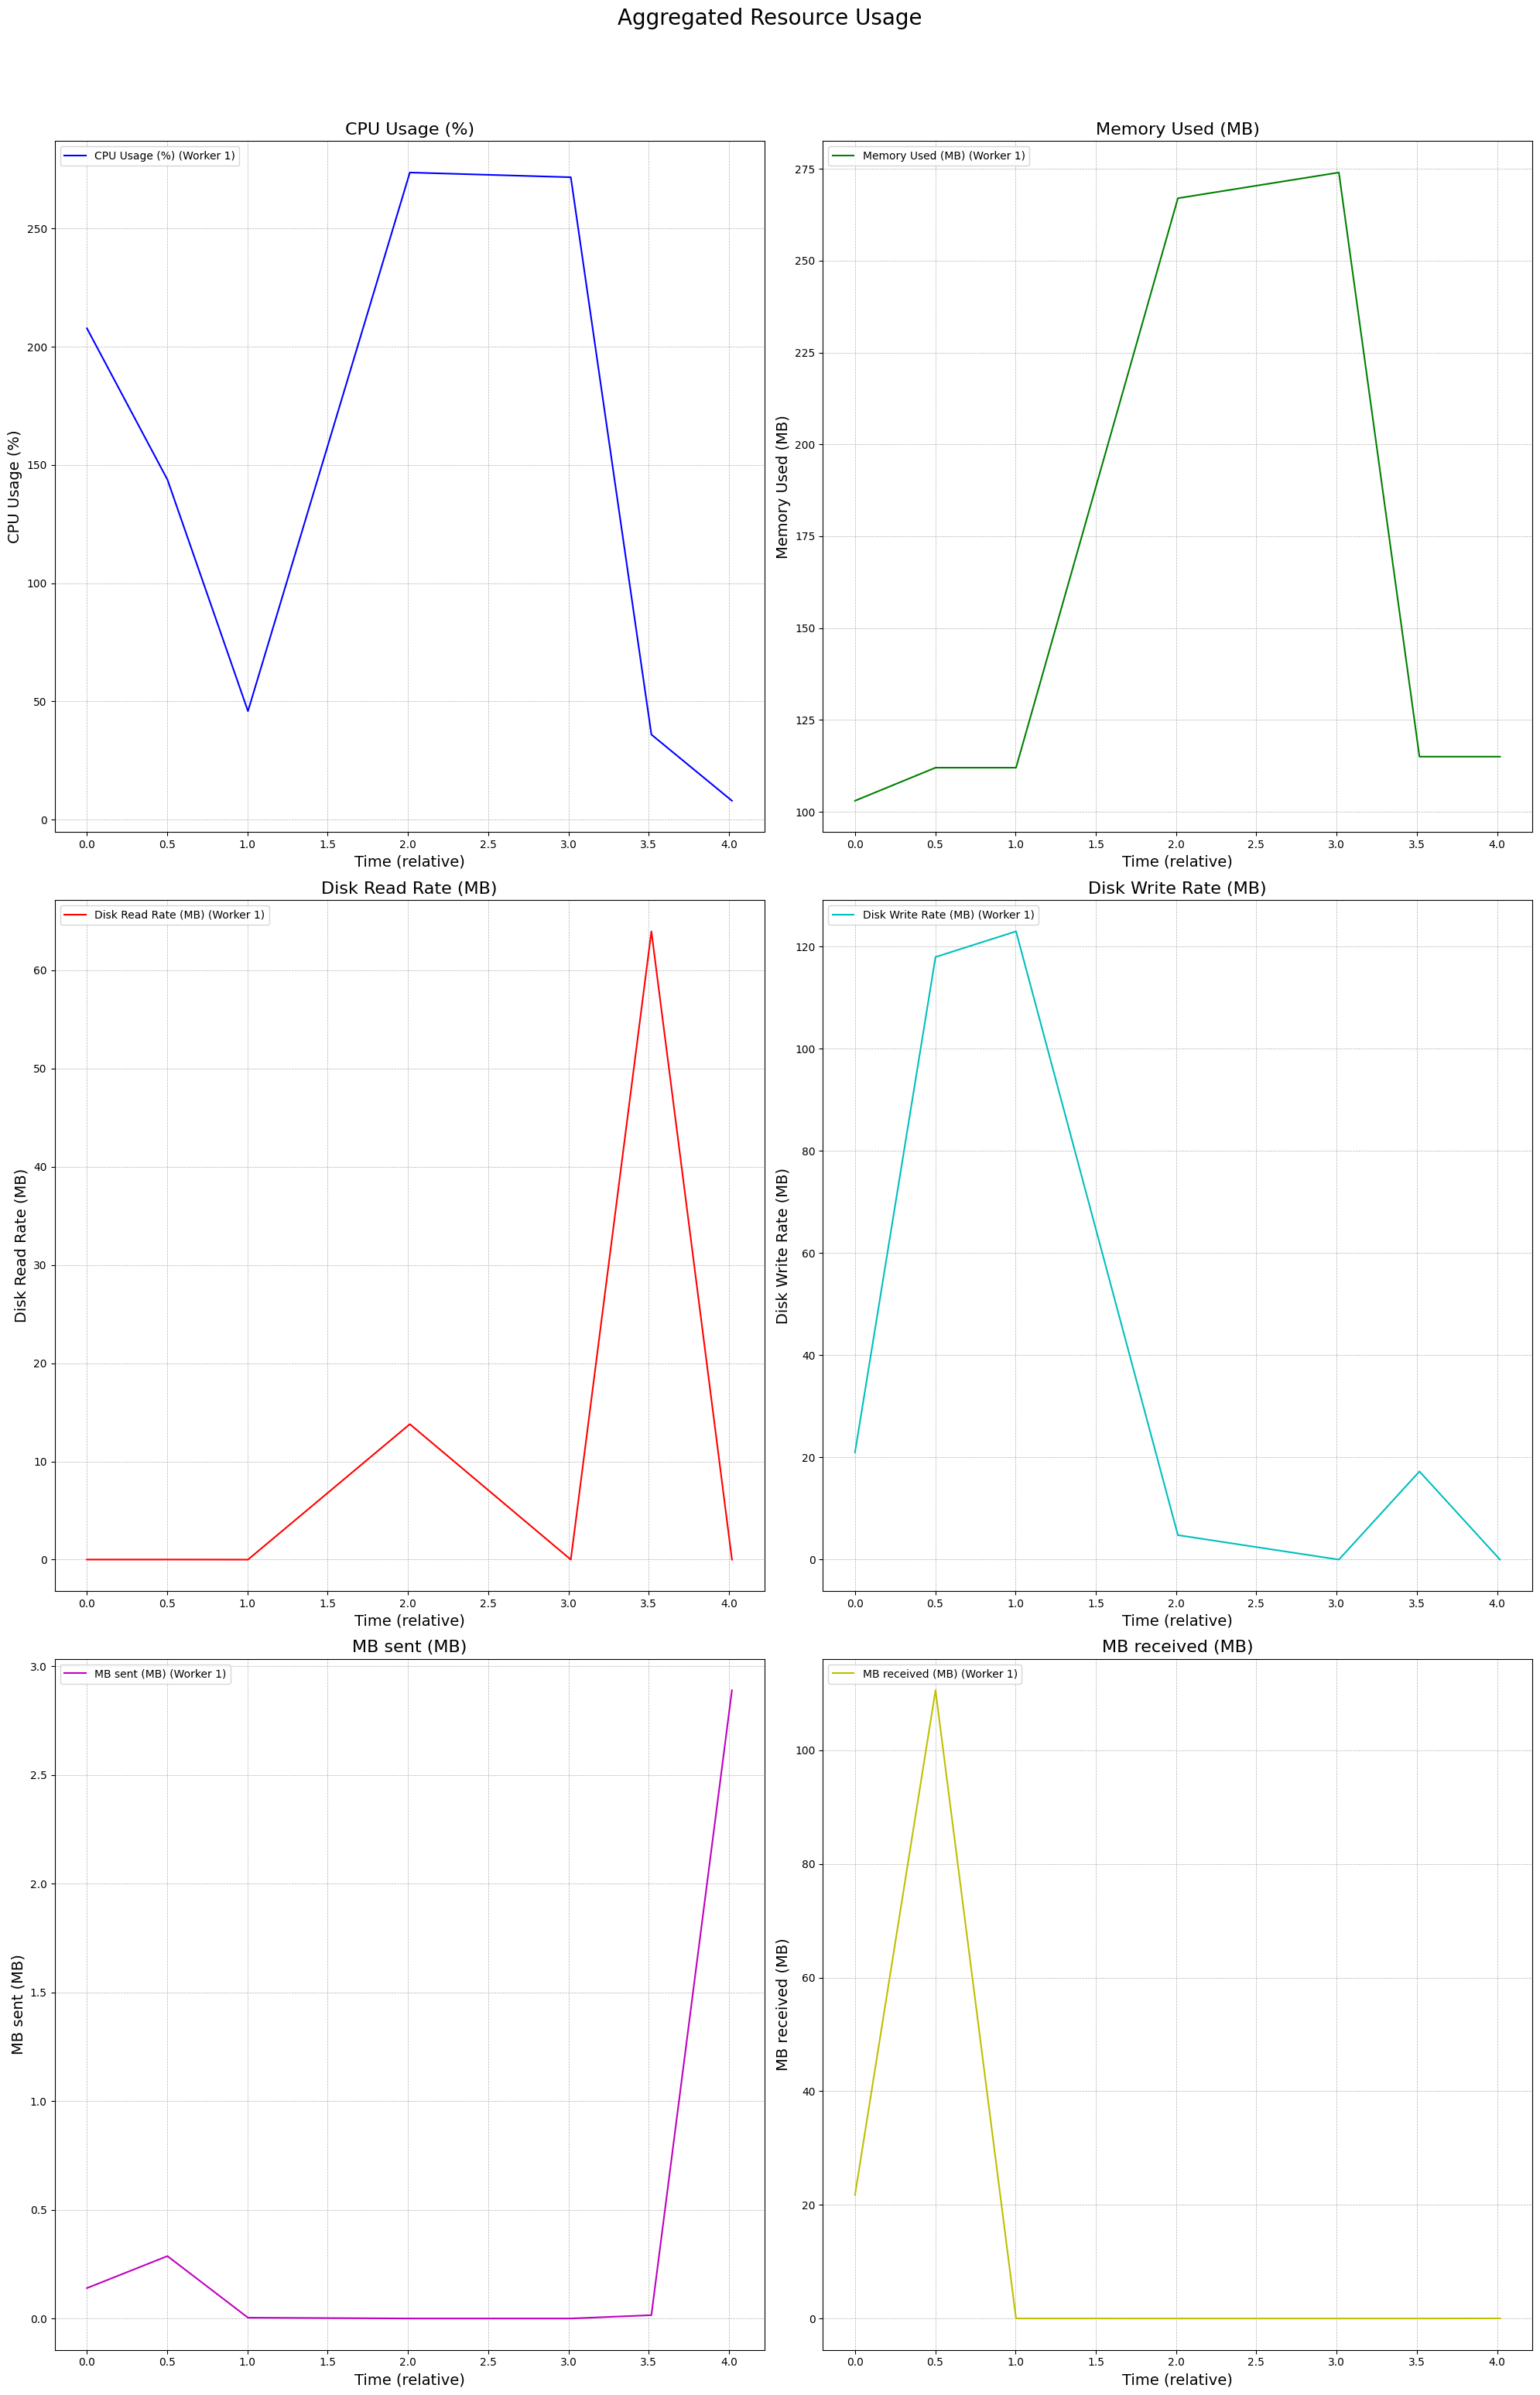 Aggregated Resource Usage
CPU Usage (%)
CPU Usage (%) (Worker 1)
CPU Usage (%)
250
200
150
100
50
0
0.0 0.5 1.0 1.5 2.0 2.5 3.0 3.5 4.0
Time (relative)
Memory Used (MB)
Memory Used (MB) (Worker 1)
Memory Used (MB)
275
250
225
200
175
150
125
100
0.0 0.5 1.0 1.5 2.0 2.5 3.0 3.5 4.0
Time (relative)
Disk Read Rate (MB)
Disk Read Rate (MB) (Worker 1)
Disk Read Rate (MB)
60
50
40
30
20
10
0
0.0 0.5 1.0 1.5 2.0 2.5 3.0 3.5 4.0
Time (relative)
Disk Write Rate (MB)
Disk Write Rate (MB) (Worker 1)
Disk Write Rate (MB)
120
100
80
60
40
20
0
0.0 0.5 1.0 1.5 2.0 2.5 3.0 3.5 4.0
Time (relative)
MB sent (MB)
MB sent (MB) (Worker 1)
MB sent (MB)
3.0
2.5
2.0
1.5
1.0
0.5
0.0
0.0 0.5 1.0 1.5 2.0 2.5 3.0 3.5 4.0
Time (relative)
MB received (MB)
MB received (MB) (Worker 1)
MB received (MB)
100
80
60
40
20
0
0.0 0.5 1.0 1.5 2.0 2.5 3.0 3.5 4.0
Time (relative)